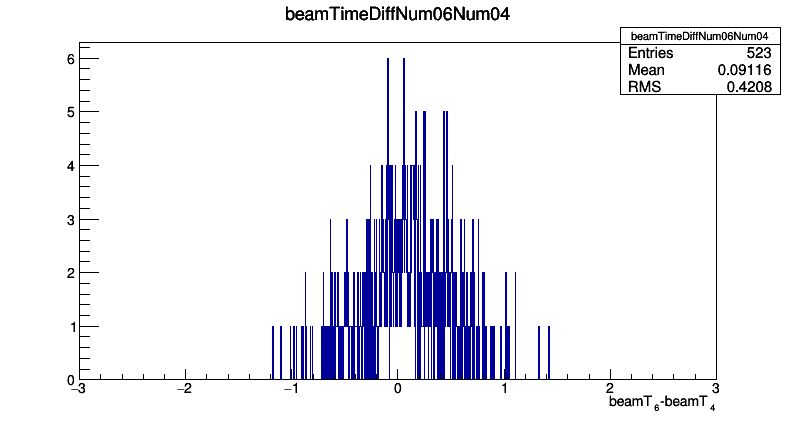 beamTimeDiffNum06Num04
beamTimeDiffNum06Num04
Entries 523
Mean 0.09116
RMS 0.4208
6
5
4
3
2
1
0
−3 −2 −1 0 1 2 3
beamT6-beamT4